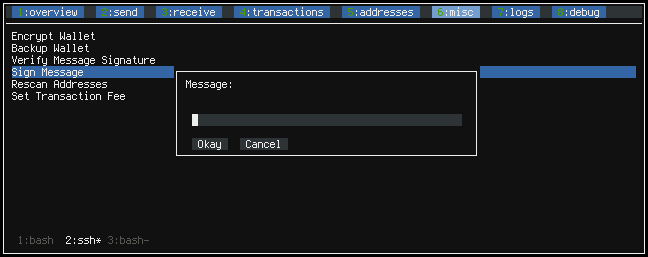 1:overview 2:send 3:receive 4:transactions 5:addresses 6:misc 7:logs 8:debug
Encrypt Wallet
Backup Wallet
Verify Message Signature
Sign Message
Rescan Addresses
Set Transaction Fee
Message:
Okay Cancel
1:bash 2:ssh* 3:bash-